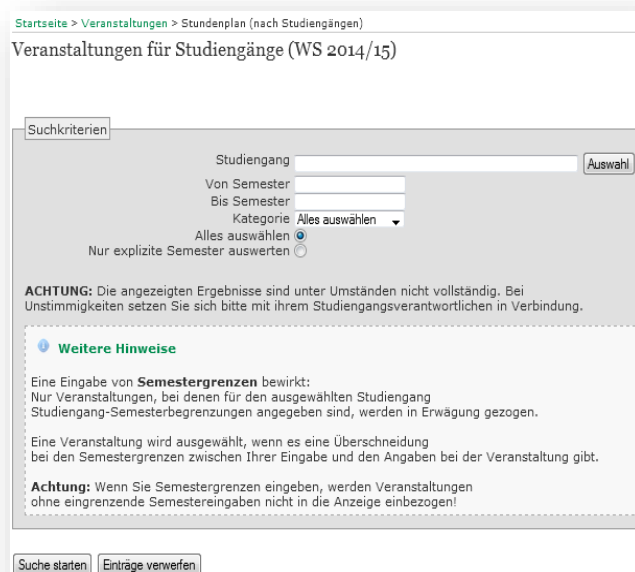 Startseite > Veranstaltungen > Stundenplan (nach Studiengängen)
Veranstaltungen für Studiengänge (WS 2014/15)
Suchkriterien
Studiengang Auswahl
Von Semester
Bis Semester
Kategorie Alles auswählen
Alles auswählen
Nur explizite Semester auswerten
ACHTUNG: Die angezeigten Ergebnisse sind unter Umständen nicht vollständig. Bei
Unstimmigkeiten setzen Sie sich bitte mit ihrem Studiengangsverantwortlichen in Verbindung.
Weitere Hinweise
Eine Eingabe von Semestergrenzen bewirkt:
Nur Veranstaltungen, bei denen für den ausgewählten Studiengang
Studiengang-Semesterbegrenzungen angegeben sind, werden in Erwägung gezogen.
Eine Veranstaltung wird ausgewählt, wenn es eine Überschneidung
bei den Semestergrenzen zwischen Ihrer Eingabe und den Angaben bei der Veranstaltung gibt.
Achtung: Wenn Sie Semestergrenzen eingeben, werden Veranstaltungen
ohne eingrenzende Semestereingaben nicht in die Anzeige einbezogen!
Suche starten Einträge verwerfen